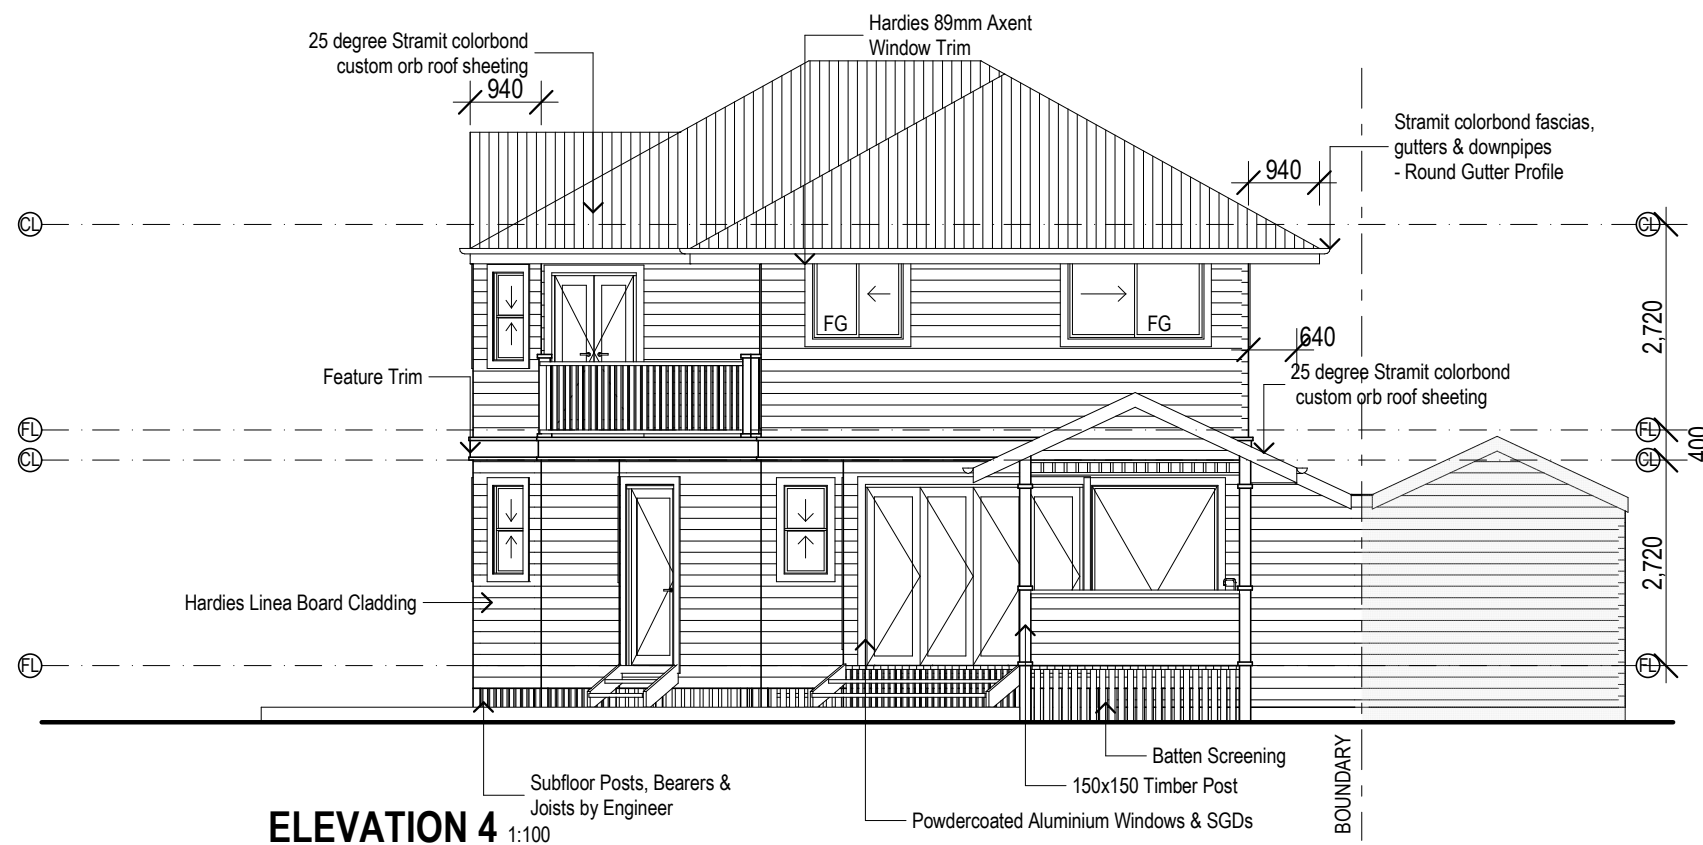 Hardies 89mm Axent
Window Trim
25 degree Stramit colorbond
custom orb roof sheeting
940
Stramit colorbond fascias,
gutters & downpipes
- Round Gutter Profile
940
CL
CL
2,720
FG
FG
640
Feature Trim
25 degree Stramit colorbond
custom orb roof sheeting
FL
FL
400
CL
CL
2,720
Hardies Linea Board Cladding
FL
FL
Batten Screening
150x150 Timber Post
Powdercoated Aluminium Windows & SGDs
Subfloor Posts, Bearers &
Joists by Engineer
BOUNDARY
ELEVATION 4 1:100